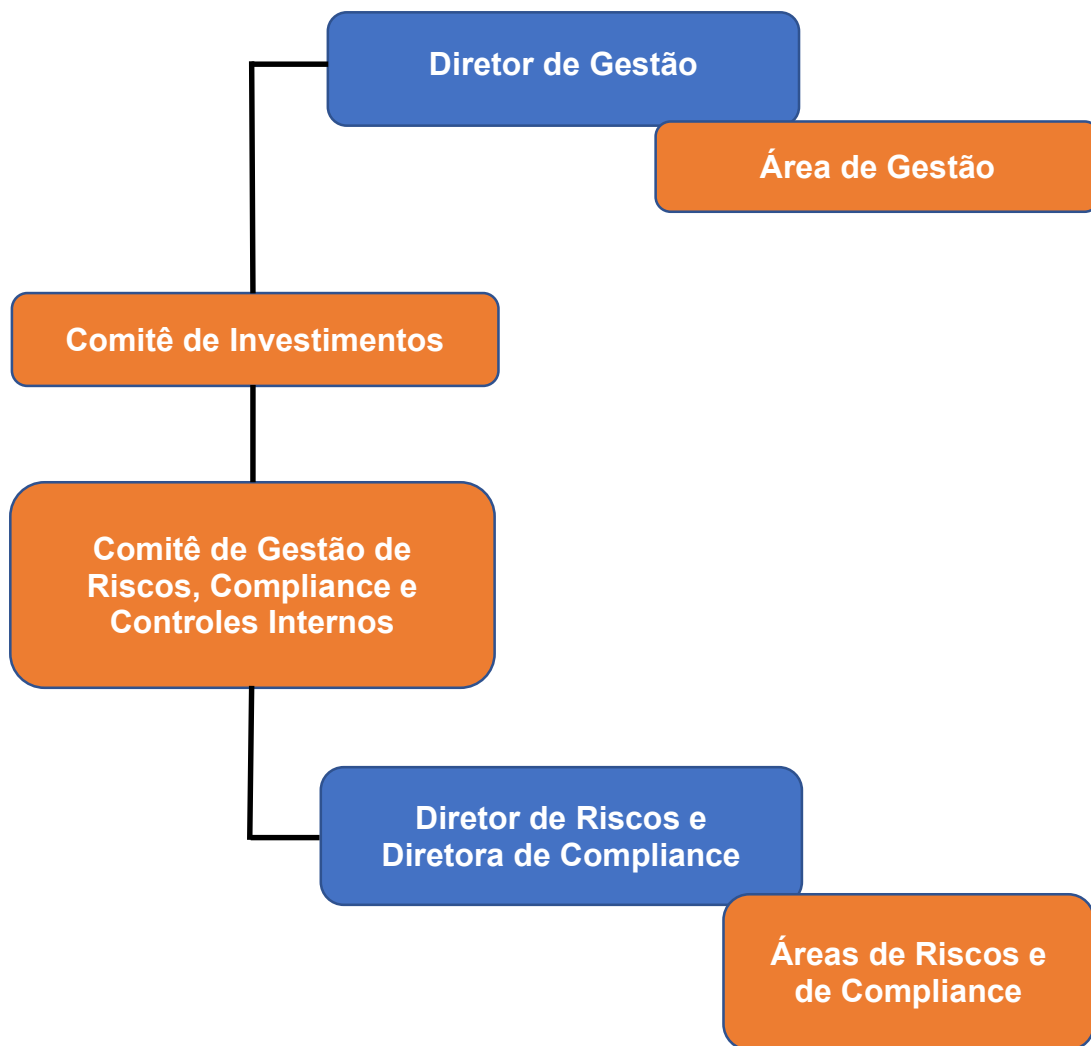 Diretor de Gestão
Área de Gestão
Comitê de Investimentos
Comitê de Gestão de
Riscos, Compliance e
Controles Internos
Diretor de Riscos e
Diretora de Compliance
Áreas de Riscos e
de Compliance